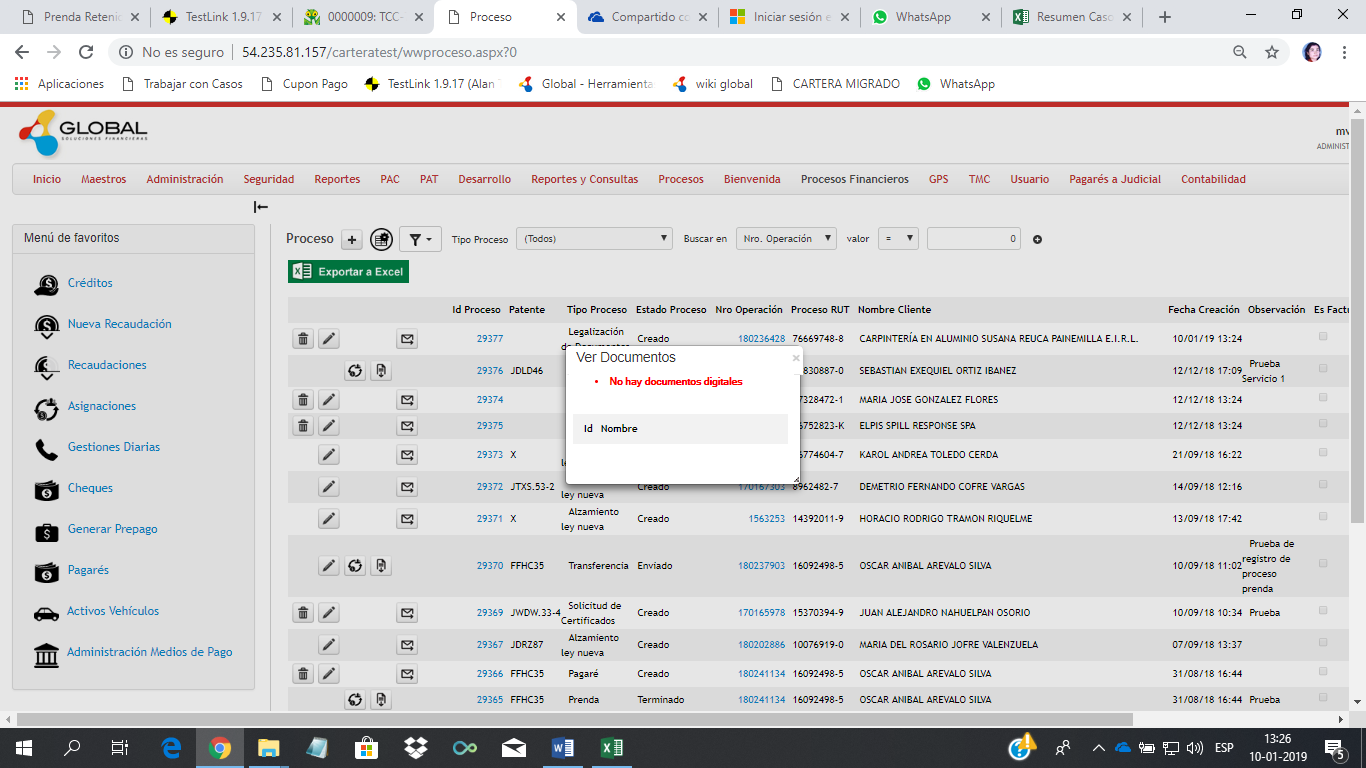 Prenda Retenic
TestLink 1.9.17
0000009: TCC-
Proceso
Compartido co
Iniciar sesión e
WhatsApp
Resumen Caso
No es seguro
54.235.81.157/carteratest/wwproceso.aspx?0
Aplicaciones
Trabajar con Casos
Cupon Pago
TestLink 1.9.17 (Alan
Global - Herramienta
wiki global
CARTERA MIGRADO
WhatsApp
GLOBAL
SOLUCIONES FINANCIERAS
mv
ADMINIST
Inicio Maestros Administración Seguridad Reportes PAC PAT Desarrollo Reportes y Consultas Procesos Bienvenida Procesos Financieros GPS TMC Usuario Pagarés a Judicial Contabilidad
Menú de favoritos
Créditos
Nueva Recaudación
Recaudaciones
Asignaciones
Gestiones Diarias
Cheques
Generar Prepago
Pagarés
Activos Vehículos
Administración Medios de Pago
Proceso
Tipo Proceso (Todos) Buscar en Nro. Operación valor = 0
Exportar a Excel
Id Proceso Patente Tipo Proceso Estado Proceso Nro Operación Proceso RUT Nombre Cliente Fecha Creación Observación Es Factu
29377 Legalización Creado 180236428 76669748-8 CARPINTERÍA EN ALUMINIO SUSANA REUCA PAINEMILLA E.I.R.L. 10/01/19 13:24
29376 JDLD46 830887-0 SEBASTIAN EXEQUIEL ORTIZ IBANEZ 12/12/18 17:09 Prueba Servicio 1
29374 7328472-1 MARIA JOSE GONZALEZ FLORES 12/12/18 13:24
29375 6752823-K ELPIS SPILL RESPONSE SPA 12/12/18 13:24
29373 X 6774604-7 KAROL ANDREA TOLEDO CERDA 21/09/18 16:22
29372 JTXS.53-2 ley nueva Creado 170167303 8962482-7 DEMETRIO FERNANDO COFRE VARGAS 14/09/18 12:16
29371 X Alzamiento ley nueva Creado 1563253 14392011-9 HORACIO RODRIGO TRAMON RIQUELME 13/09/18 17:42
29370 FFHC35 Transferencia Enviado 180237903 16092498-5 OSCAR ANIBAL AREVALO SILVA 10/09/18 11:02 Prueba de registro de proceso prenda
29369 JWDW.33-4 Solicitud de Certificados Creado 170165978 15370394-9 JUAN ALEJANDRO NAHUELPAN OSORIO 10/09/18 10:34 Prueba
29367 JDRZ87 Alzamiento ley nueva Creado 180202886 10076919-0 MARIA DEL ROSARIO JOFRE VALENZUELA 07/09/18 13:37
29366 FFHC35 Pagaré Creado 180241134 16092498-5 OSCAR ANIBAL AREVALO SILVA 31/08/18 16:44
29365 FFHC35 Prenda Terminado 180241134 16092498-5 OSCAR ANIBAL AREVALO SILVA 31/08/18 16:44 Prueba
Ver Documentos
No hay documentos digitales
Id Nombre
ESP
13:26
10-01-2019
5